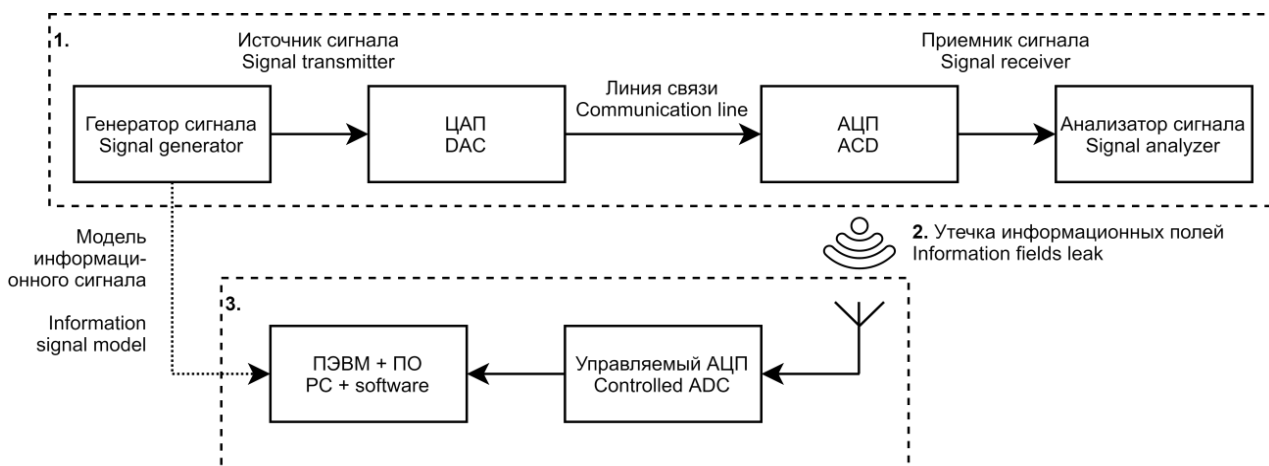 1.
Источник сигнала
Signal transmitter
Приемник сигнала
Signal receiver
Генератор сигнала
Signal generator
ЦАП
DAC
Линия связи
Communication line
АЦП
ACD
Анализатор сигнала
Signal analyzer
Модель
информаци-
онного сигнала
Information
signal model
2. Утечка информационных полей
Information fields leak
3.
ПЭВМ + ПО
PC + software
Управляемый АЦП
Controlled ADC